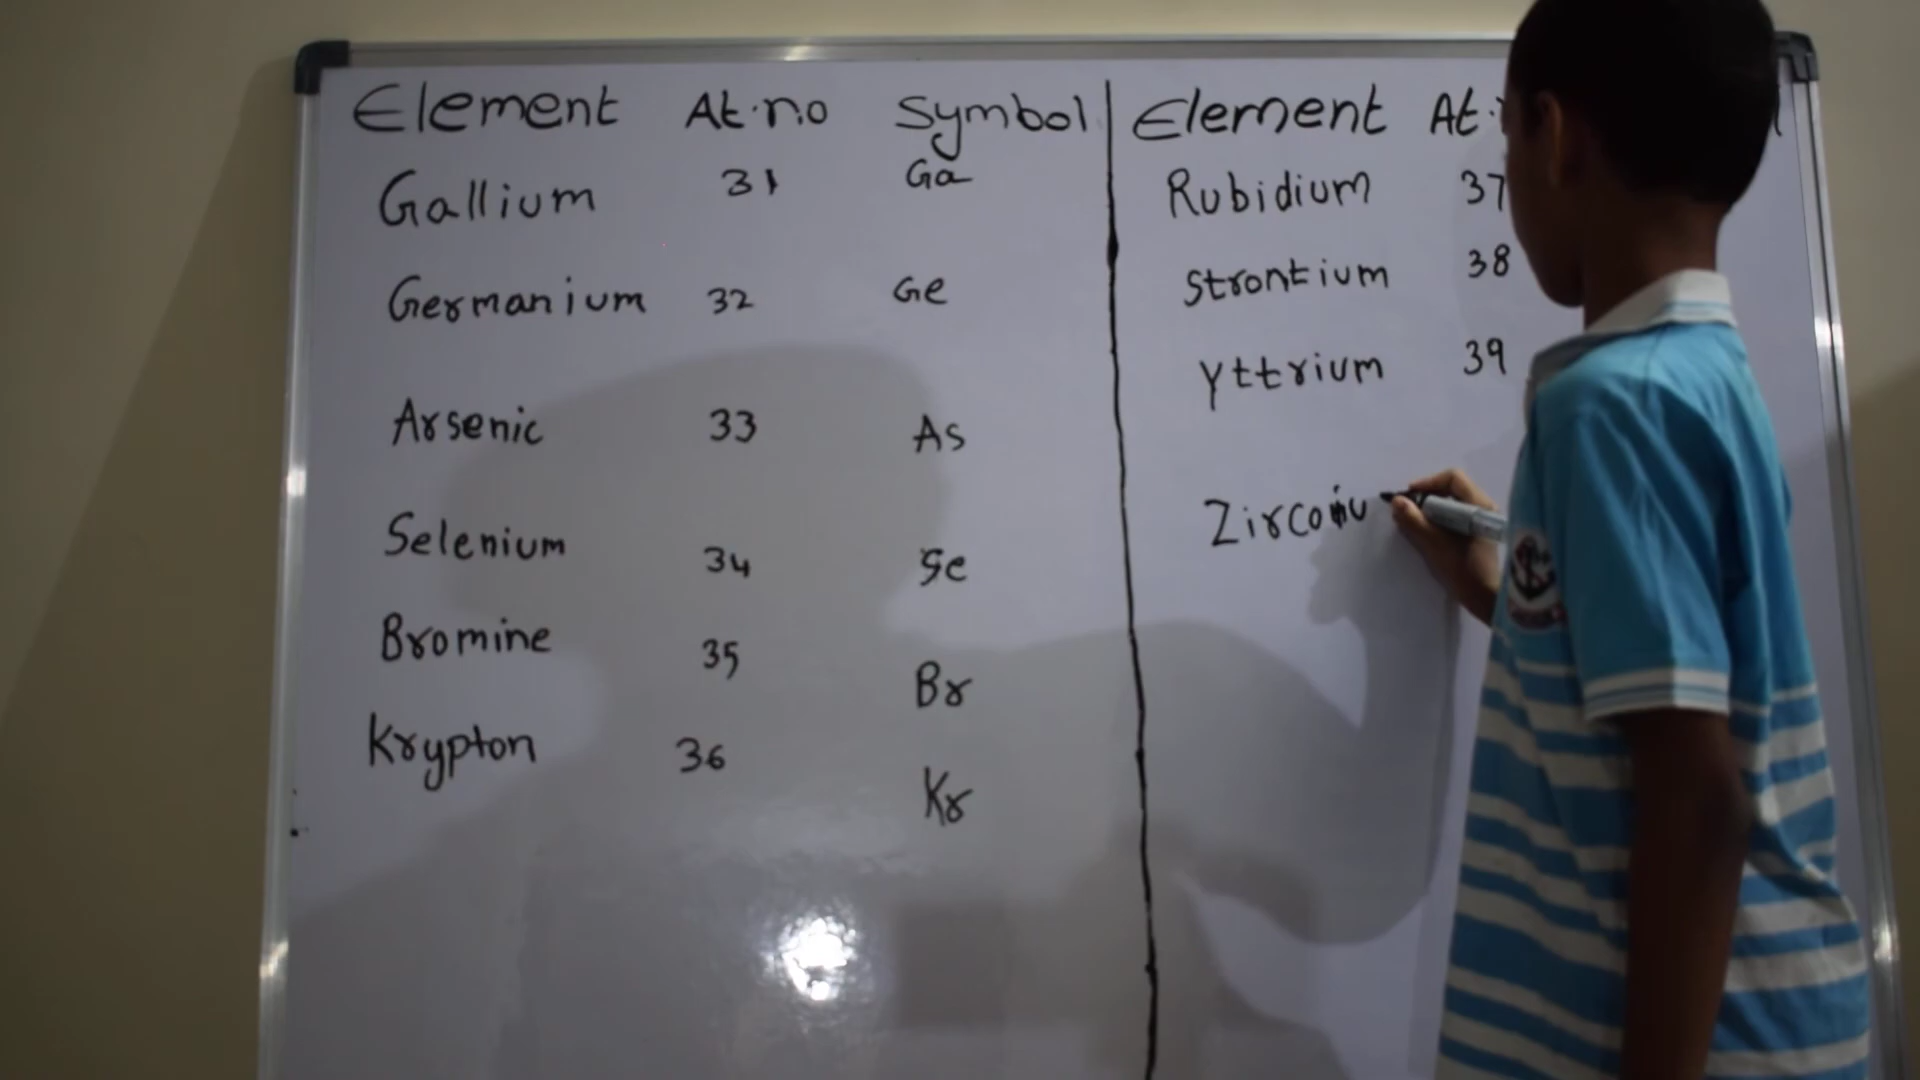 Element At.no Symbol
Gallium 31 Ga
Germanium 32 Ge
Arsenic 33 As
Selenium 34 Se
Bromine 35 Br
Krypton 36 Kr
Element At.
Rubidium 37
Strontium 38
Yttrium 39